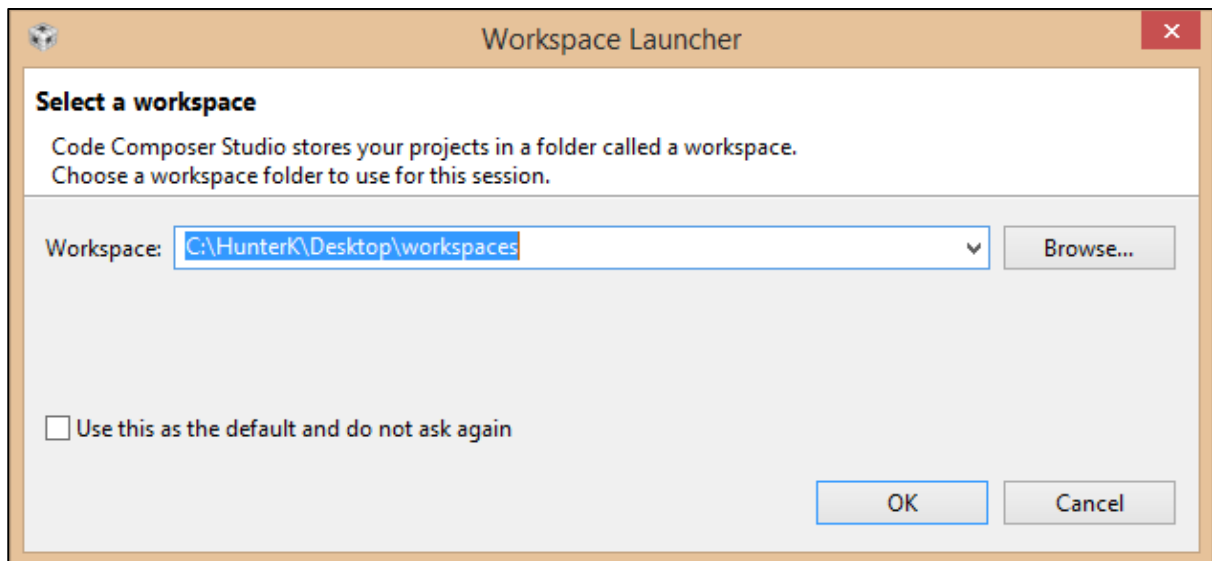 Workspace Launcher
Select a workspace
Code Composer Studio stores your projects in a folder called a workspace.
Choose a workspace folder to use for this session.
Workspace: C:\HunterK\Desktop\workspaces Browse...
Use this as the default and do not ask again
OK Cancel